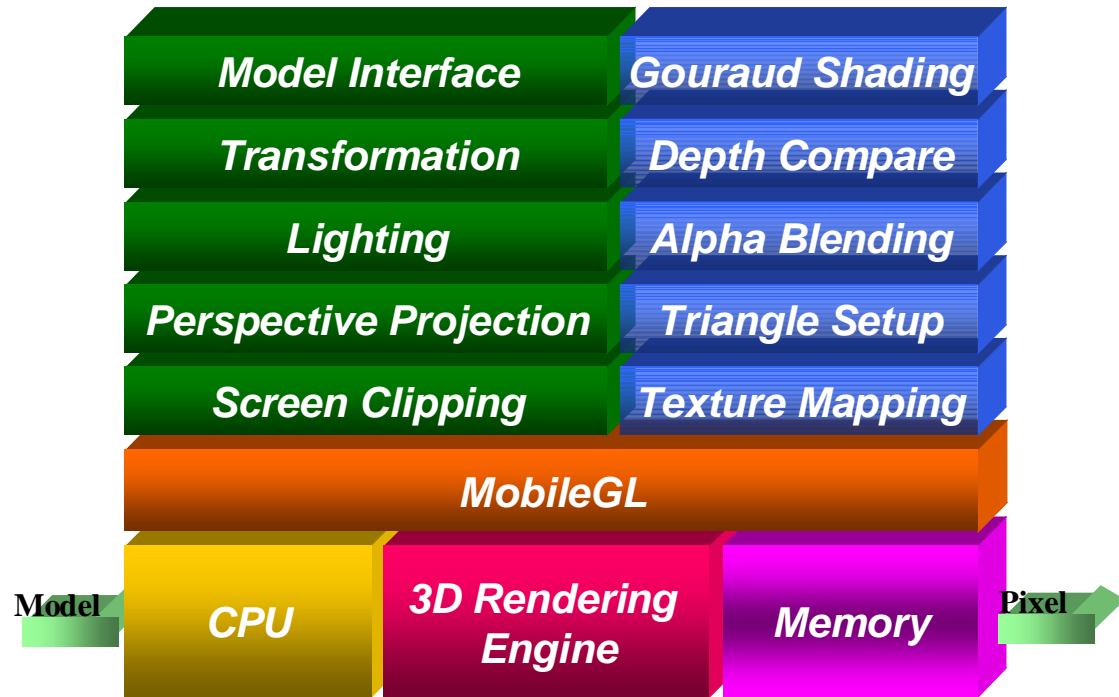 Model Interface
Gouraud Shading
Transformation
Depth Compare
Lighting
Alpha Blending
Perspective Projection
Triangle Setup
Screen Clipping
Texture Mapping
MobileGL
Model
CPU
3D Rendering
Engine
Memory
Pixel